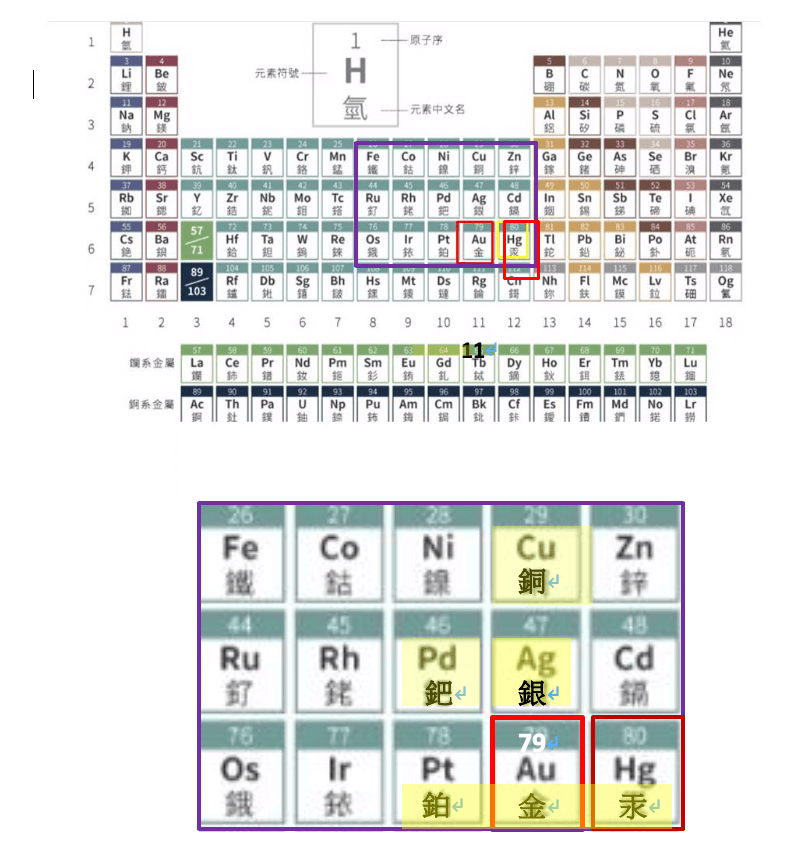 H He
1 氫 氦
1 原子序
元素符號 H
氫 元素中文名
3 4 5 6 7 8 9 10
2 Li Be B C N O F Ne
鋰 鈹 硼 碳 氮 氧 氟 氖
11 12 13 14 15 16 17 18
3 Na Mg Al Si P S Cl Ar
鈉 鎂 鋁 矽 磷 硫 氯 氬
19 20 21 22 23 24 25 26 27 28 29 30 31 32 33 34 35 36
4 K Ca Sc Ti V Cr Mn Fe Co Ni Cu Zn Ga Ge As Se Br Kr
鉀 鈣 鈧 鈦 釩 鉻 錳 鐵 鈷 鎳 銅 鋅 鎵 鍺 砷 硒 溴 氪
37 38 39 40 41 42 43 44 45 46 47 48 49 50 51 52 53 54
5 Rb Sr Y Zr Nb Mo Tc Ru Rh Pd Ag Cd In Sn Sb Te I Xe
銣 鍶 釔 鋯 鈮 鉬 鎝 釕 銠 鈀 銀 鎘 銦 錫 銻 碲 碘 氙
55 56 57 72 73 74 75 76 77 78 79 80 81 82 83 84 85 86
6 Cs Ba 71 Hf Ta W Re Os Ir Pt Au Hg Tl Pb Bi Po At Rn
銫 鋇 鉿 鉭 鎢 錸 鋨 銥 鉑 金 汞 鉈 鉛 鉍 釙 砈 氡
87 88 89 104 105 106 107 108 109 110 111 112 113 114 115 116 117 118
7 Fr Ra 103 Rf Db Sg Bh Hs Mt Ds Rg Cn Nh Fl Mc Lv Ts Og
鍅 鐳 鑪 𨧀 𨭎 𨨏 𨭆 䥑 鐽 錀 鎶 鉨 鈇 鏌 鉝
1 2 3 4 5 6 7 8 9 10 11 12 13 14 15 16 17 18
11
57 58 59 60 61 62 63 64 66 67 68 69 70 71
鑭系金屬 La Ce Pr Nd Pm Sm Eu Gd Tb Dy Ho Er Tm Yb Lu
鑭 鈰 鐠 釹 鉕 釤 銪 釓 鋱 鏑 鈥 鉺 銩 鐿 鎦
89 90 91 92 93 94 95 96 97 98 99 100 101 102 103
錒系金屬 Ac Th Pa U Np Pu Am Cm Bk Cf Es Fm Md No Lr
錒 釷 鏷 鈾 錼 鈽 鋂 鋦 鉳 鉲 鑀 鐨 鍆 鍩 鐒
26 27 28 29 30
Fe Co Ni Cu Zn
鐵 鈷 鎳 銅 鋅
44 45 46 47 48
Ru Rh Pd Ag Cd
釕 銠 鈀 銀 鎘
76 77 78 79 80
Os Ir Pt Au Hg
鋨 銥 鉑 金 汞